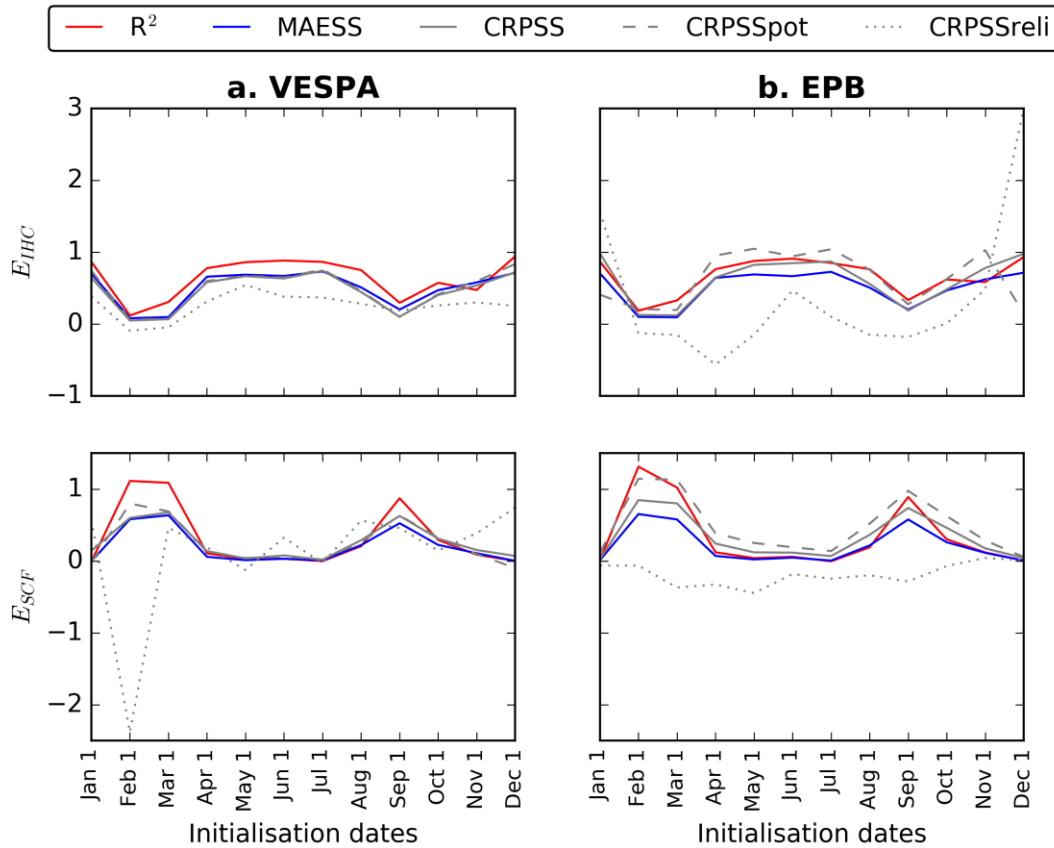 R² MAESS CRPSS CRPSSpot CRPSSreli
a. VESPA b. EPB
3
2
1
0
−1
E_IHC
1
0
−1
−2
E_SCF
Jan 1 Feb 1 Mar 1 Apr 1 May 1 Jun 1 Jul 1 Aug 1 Sep 1 Oct 1 Nov 1 Dec 1
Jan 1 Feb 1 Mar 1 Apr 1 May 1 Jun 1 Jul 1 Aug 1 Sep 1 Oct 1 Nov 1 Dec 1
Initialisation dates Initialisation dates